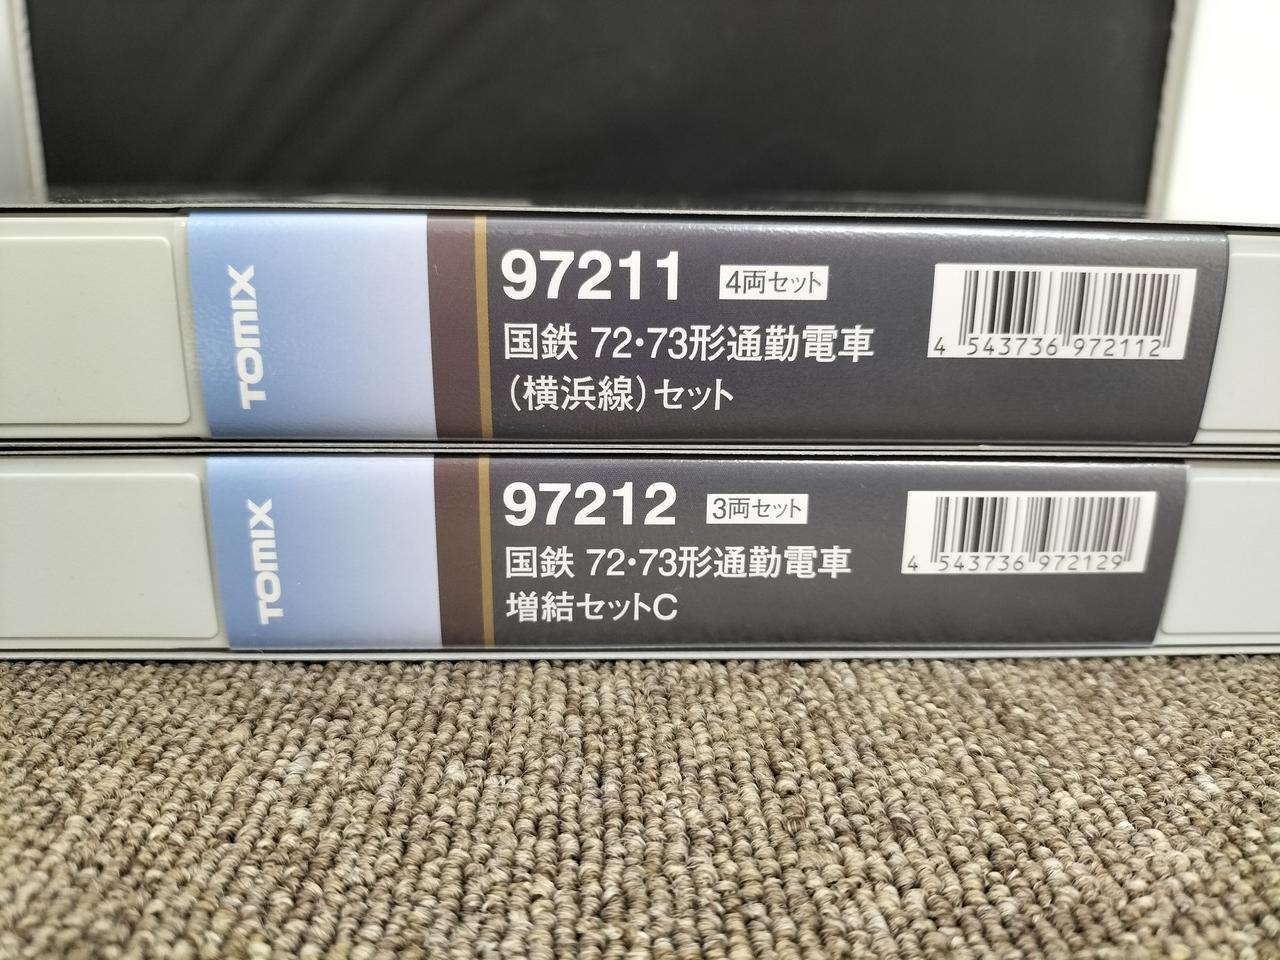 TOMIX
97211 4両セット
国鉄 72・73形通勤電車
(横浜線)セット
4 543736 972112
TOMIX
97212 3両セット
国鉄 72・73形通勤電車
増結セットC
4 543736 972129